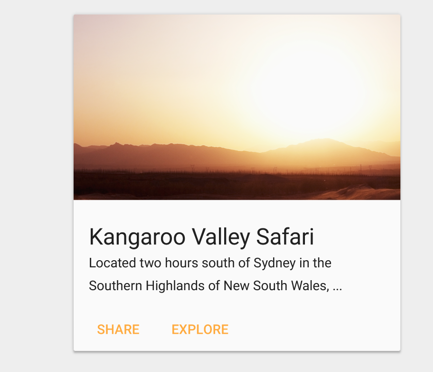 Kangaroo Valley Safari
Located two hours south of Sydney in the
Southern Highlands of New South Wales, ...
SHARE EXPLORE